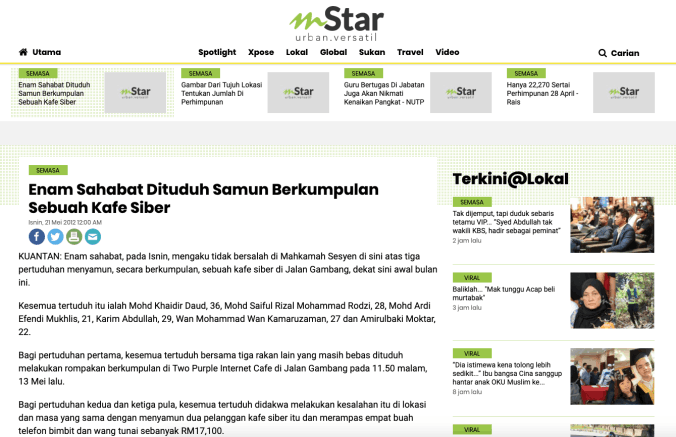 mStar
urban.versatil
Utama
Spotlight Xpose Lokal Global Sukan Travel Video
Carian
SEMASA
Enam Sahabat Dituduh
Samun Berkumpulan
Sebuah Kafe Siber
mStar
urban.versatil
SEMASA
Gambar Dari Tujuh Lokasi
Tentukan Jumlah Di
Perhimpunan
mStar
urban.versatil
SEMASA
Guru Bertugas Di Jabatan
Juga Akan Nikmati
Kenaikan Pangkat - NUTP
mStar
urban.versatil
SEMASA
Hanya 22,270 Sertai
Perhimpunan 28 April -
Rais
mStar
urban.versatil
SEMASA
Enam Sahabat Dituduh Samun Berkumpulan
Sebuah Kafe Siber
Isnin, 21 Mei 2012 12:00 AM
KUANTAN: Enam sahabat, pada Isnin, mengaku tidak bersalah di Mahkamah Sesyen di sini atas tiga
pertuduhan menyamun, secara berkumpulan, sebuah kafe siber di Jalan Gambang, dekat sini awal bulan
ini.
Kesemua tertuduh itu ialah Mohd Khaidir Daud, 36, Mohd Saiful Rizal Mohammad Rodzi, 28, Mohd Ardi
Efendi Mukhlis, 21, Karim Abdullah, 29, Wan Mohammad Wan Kamaruzaman, 27 dan Amirulbaki Moktar,
22.
Bagi pertuduhan pertama, kesemua tertuduh bersama tiga rakan lain yang masih bebas dituduh
melakukan rompakan berkumpulan di Two Purple Internet Cafe di Jalan Gambang pada 11.50 malam,
13 Mei lalu.
Bagi pertuduhan kedua dan ketiga pula, kesemua tertuduh didakwa melakukan kesalahan itu di lokasi
dan masa yang sama dengan menyamun dua pelanggan kafe siber itu dan merampas empat buah
telefon bimbit dan wang tunai sebanyak RM17,100.
Terkini@Lokal
SEMASA
Tak dijemput, tapi duduk sebaris
tetamu VIP... "Syed Abdullah tak
wakili KBS, hadir sebagai peminat"
2 jam lalu
VIRAL
Baliklah... "Mak tunggu Acap beli
murtabak"
3 jam lalu
VIRAL
"Dia istimewa kena tolong lebih
sedikit..." Ibu bangsa Cina sanggup
hantar anak OKU Muslim ke...
8 jam lalu
VIRAL